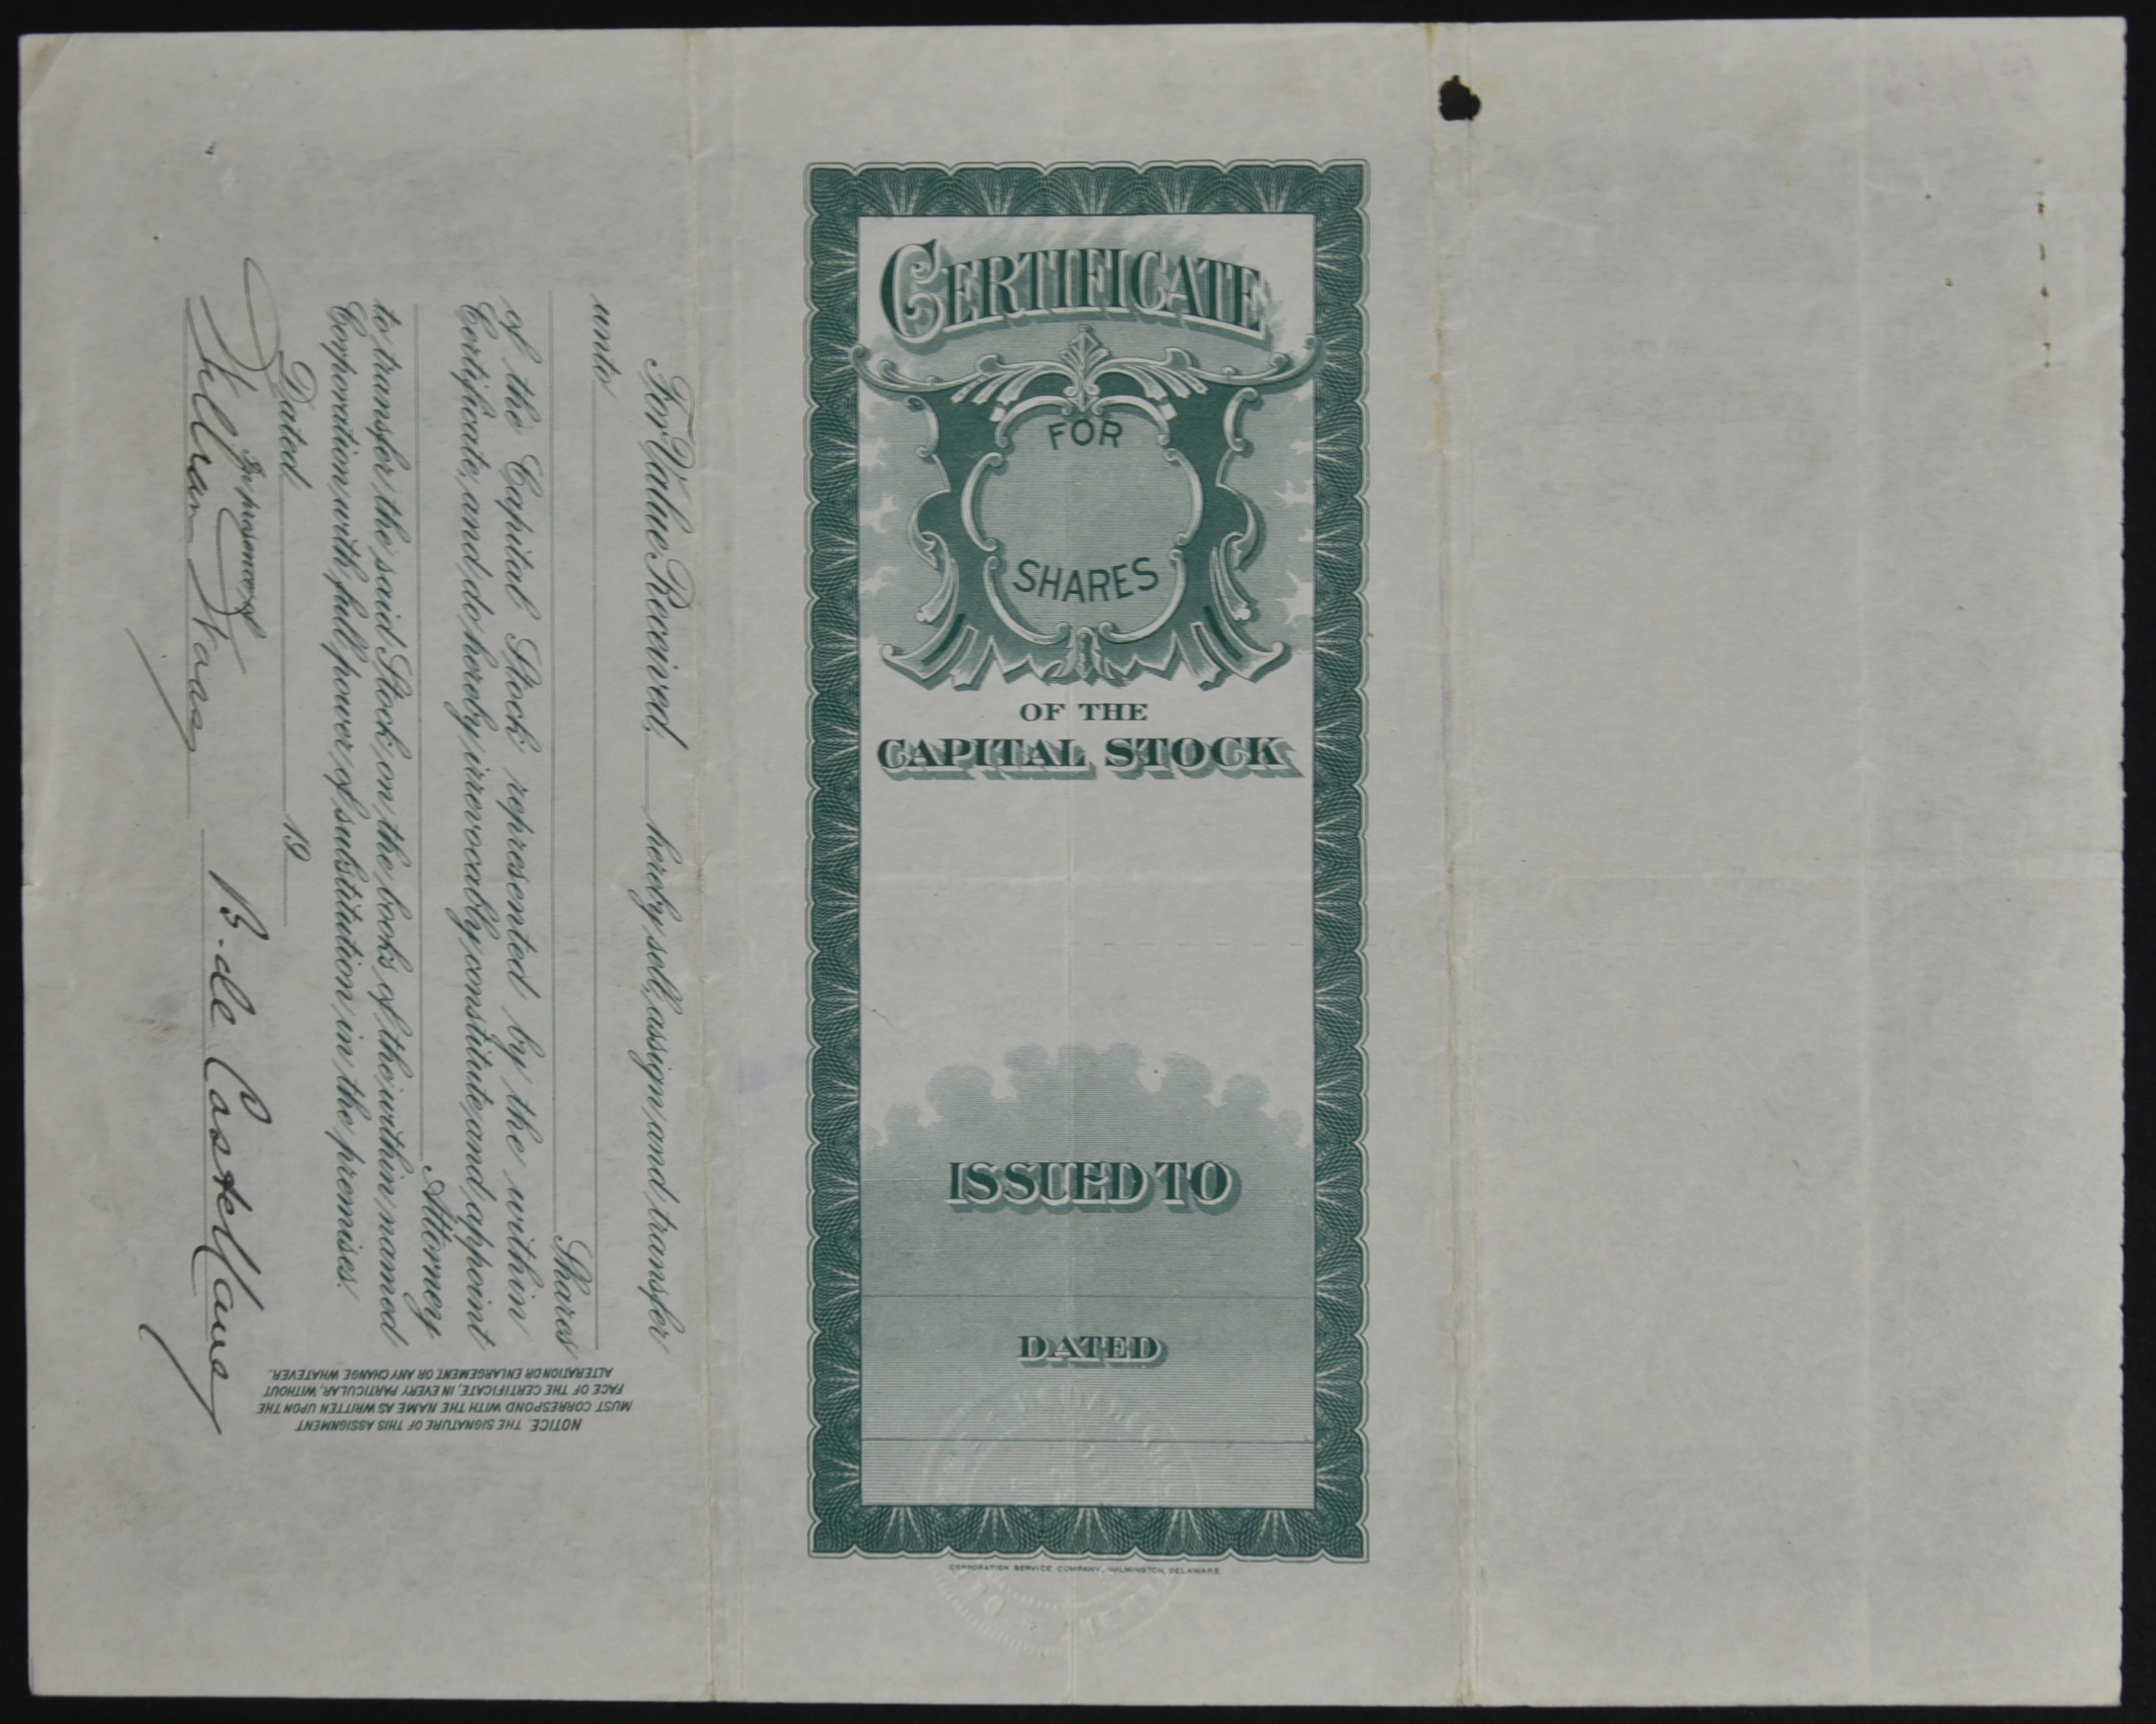 CERTIFICATE
FOR
SHARES
OF THE
CAPITAL STOCK
ISSUED TO
DATED
CORPORATION SERVICE COMPANY, WILMINGTON, DELAWARE
For Value Received, hereby sell, assign and transfer
unto
Shares
of the Capital Stock represented by the within
Certificate, and do hereby irrevocably constitute and appoint
Attorney
to transfer the said Stock on the books of the within named
Corporation with full power of substitution in the premises.
Dated 19
In presence of
William
B. de Castellane
NOTICE. THE SIGNATURE OF THIS ASSIGNMENT
MUST CORRESPOND WITH THE NAME AS WRITTEN UPON THE
FACE OF THE CERTIFICATE, IN EVERY PARTICULAR, WITHOUT
ALTERATION OR ENLARGEMENT, OR ANY CHANGE WHATEVER.